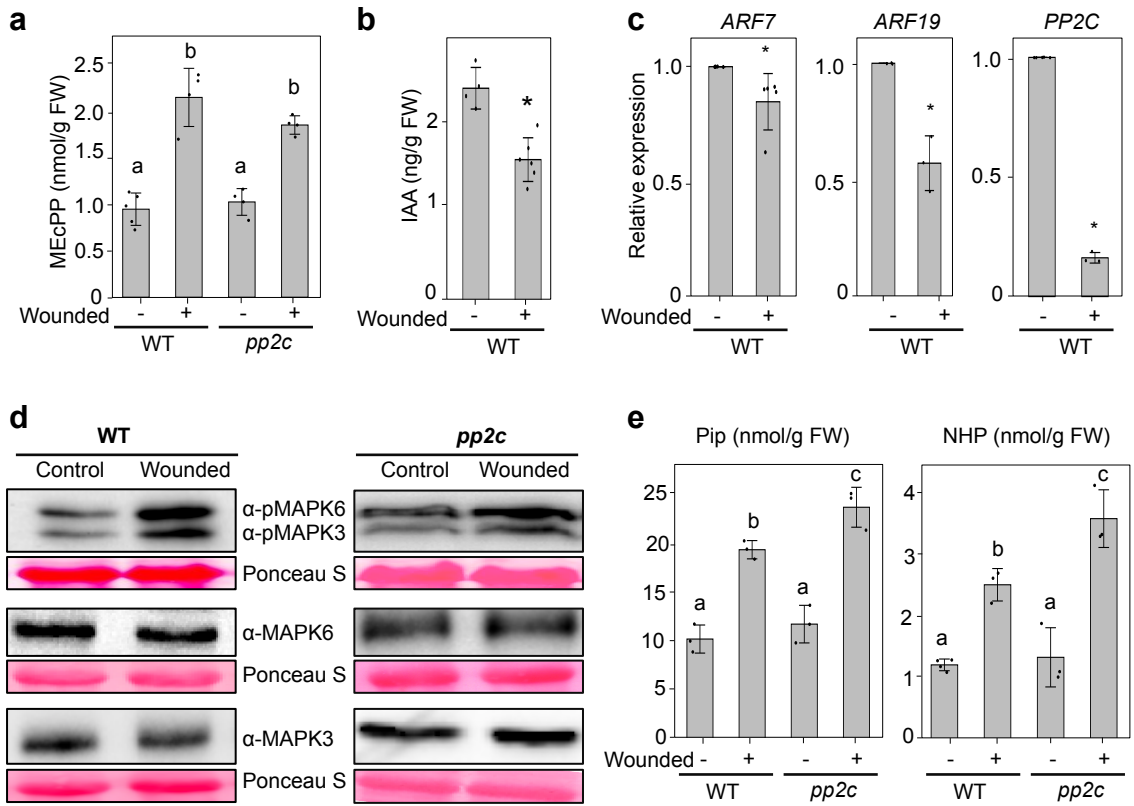 a
MEcPP (nmol/g FW)
2.5
2.0
1.5
1.0
0.5
0
a
b
a
b
Wounded - + - +
WT pp2c
b
IAA (ng/g FW)
2
1
0
*
Wounded - +
WT
c
Relative expression
ARF7
1.0
0.5
0
*
Wounded - +
WT
ARF19
1.0
0.5
0
*
- +
WT
PP2C
1.0
0.5
0
*
- +
WT
d
WT
Control Wounded
pp2c
Control Wounded
α-pMAPK6
α-pMAPK3
Ponceau S
α-MAPK6
Ponceau S
α-MAPK3
Ponceau S
e
Pip (nmol/g FW)
25
20
15
10
5
0
a
b
a
c
Wounded - + - +
WT pp2c
NHP (nmol/g FW)
4
3
2
1
0
a
b
a
c
- + - +
WT pp2c